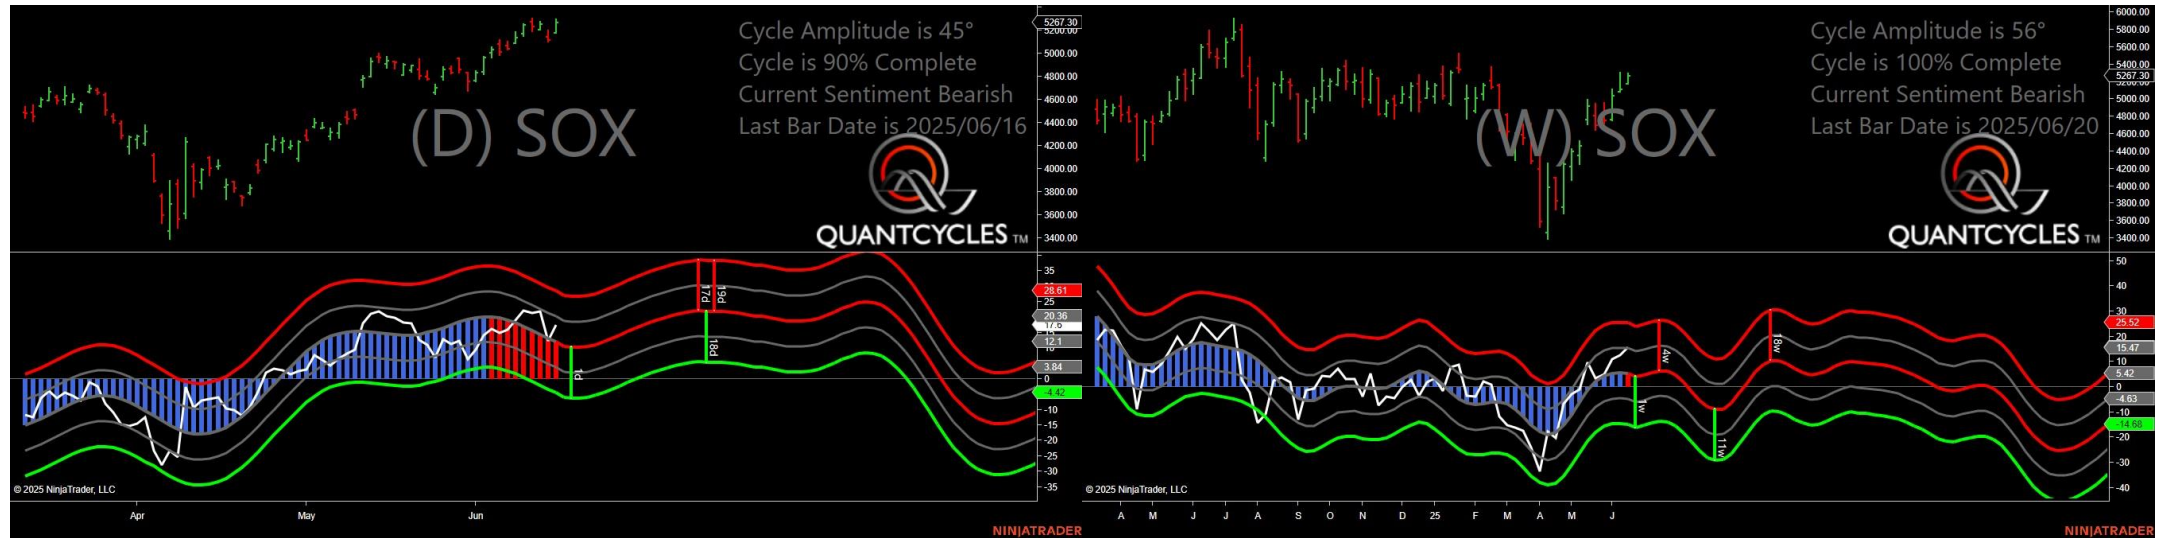 Cycle Amplitude is 45°
Cycle is 90% Complete
Current Sentiment Bearish
Last Bar Date is 2025/06/16
(D) SOX
QUANTCYCLES TM
5267.30
5200.00
5000.00
4800.00
4600.00
4400.00
4200.00
4000.00
3800.00
3600.00
3400.00
35
28.61
25
20.36
17.6
12.1
10
3.84
0
-4.42
-10
-15
-20
-25
-30
-35
17d
19d
18d
1d
© 2025 NinjaTrader, LLC
Apr
May
Jun
NINJATRADER
Cycle Amplitude is 56°
Cycle is 100% Complete
Current Sentiment Bearish
Last Bar Date is 2025/06/20
(W) SOX
QUANTCYCLES TM
6000.00
5800.00
5600.00
5400.00
5267.30
5000.00
4800.00
4600.00
4400.00
4200.00
4000.00
3800.00
3600.00
3400.00
50
40
30
25.52
20
15.47
10
5.42
0
-4.63
-10
-14.68
-20
-30
-40
4w
18w
1w
11w
© 2025 NinjaTrader, LLC
A M J J A S O N D 25 F M A M J
NINJATRADER